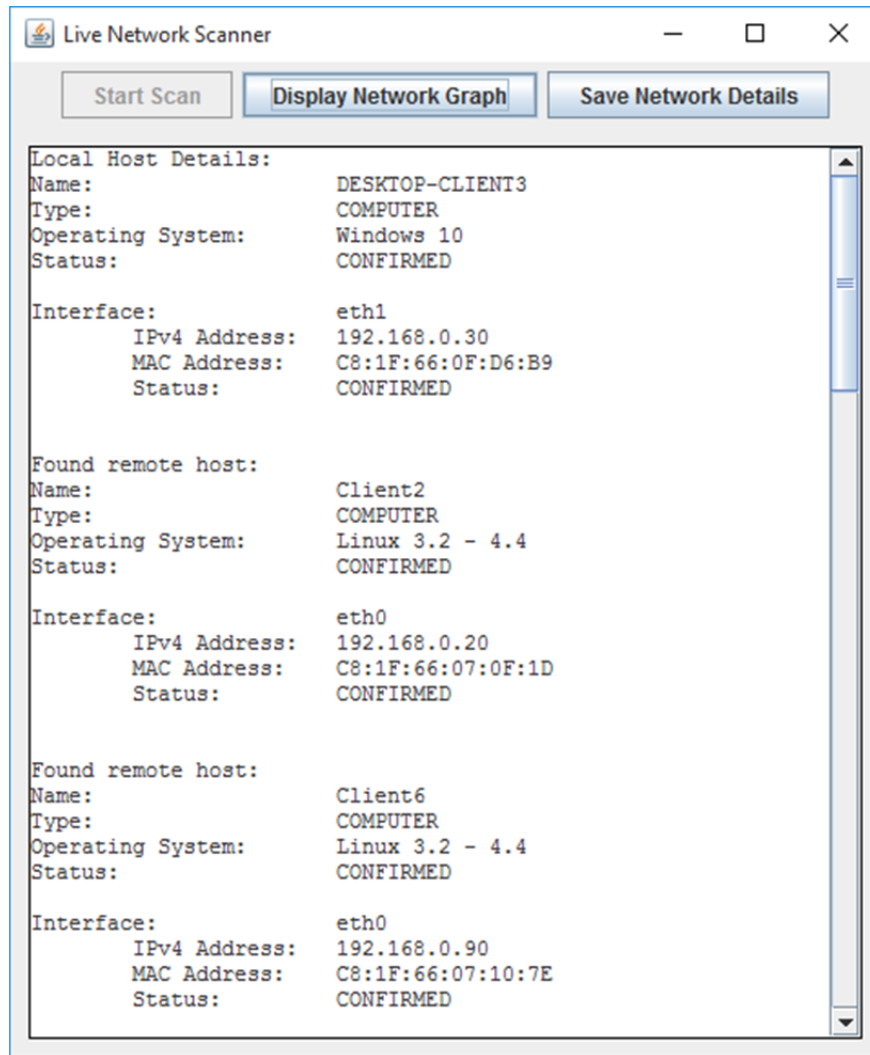 Live Network Scanner
Start Scan Display Network Graph Save Network Details
Local Host Details:
Name: DESKTOP-CLIENT3
Type: COMPUTER
Operating System: Windows 10
Status: CONFIRMED
Interface: eth1
IPv4 Address: 192.168.0.30
MAC Address: C8:1F:66:0F:D6:B9
Status: CONFIRMED
Found remote host:
Name: Client2
Type: COMPUTER
Operating System: Linux 3.2 - 4.4
Status: CONFIRMED
Interface: eth0
IPv4 Address: 192.168.0.20
MAC Address: C8:1F:66:07:0F:1D
Status: CONFIRMED
Found remote host:
Name: Client6
Type: COMPUTER
Operating System: Linux 3.2 - 4.4
Status: CONFIRMED
Interface: eth0
IPv4 Address: 192.168.0.90
MAC Address: C8:1F:66:07:10:7E
Status: CONFIRMED